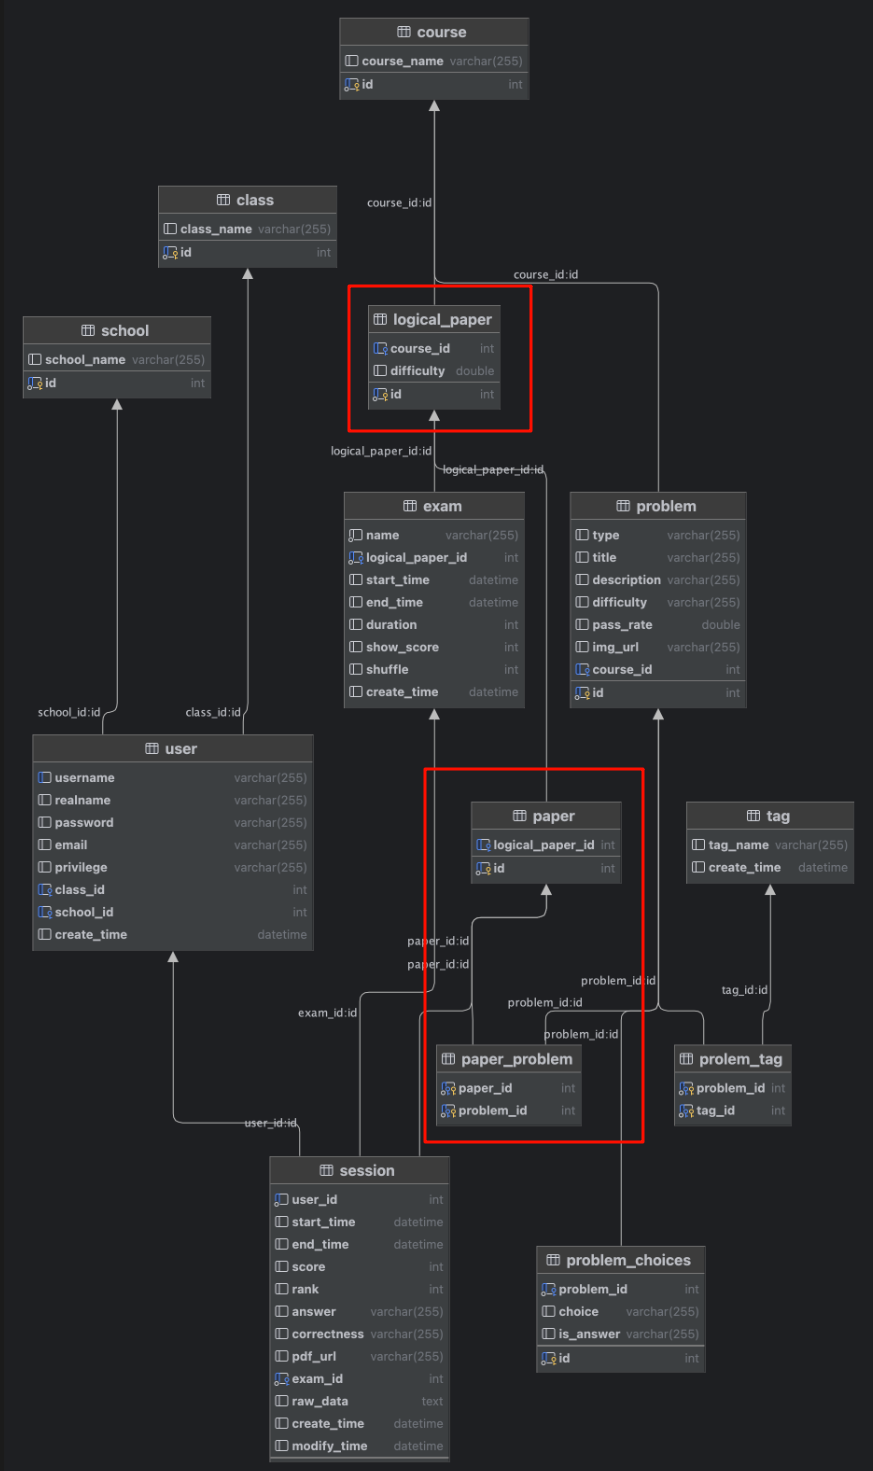 course
course_name varchar(255)
id int
class
class_name varchar(255)
id int
course_id:id
course_id:id
school
school_name varchar(255)
id int
logical_paper
course_id int
difficulty double
id int
logical_paper_id:id
logical_paper_id:id
exam
name varchar(255)
logical_paper_id int
start_time datetime
end_time datetime
duration int
show_score int
shuffle int
create_time datetime
problem
type varchar(255)
title varchar(255)
description varchar(255)
difficulty varchar(255)
pass_rate double
img_url varchar(255)
course_id int
id int
school_id:id
class_id:id
user
username varchar(255)
realname varchar(255)
password varchar(255)
email varchar(255)
privilege varchar(255)
class_id int
school_id int
create_time datetime
paper
logical_paper_id int
id int
tag
tag_name varchar(255)
create_time datetime
paper_id:id
paper_id:id
problem_id:id
tag_id:id
exam_id:id
problem_id:id
problem_id:id
paper_problem
paper_id int
problem_id int
prolem_tag
problem_id int
tag_id int
user_id:id
session
user_id int
start_time datetime
end_time datetime
score int
rank int
answer varchar(255)
correctness varchar(255)
pdf_url varchar(255)
exam_id int
raw_data text
create_time datetime
modify_time datetime
problem_choices
problem_id int
choice varchar(255)
is_answer varchar(255)
id int